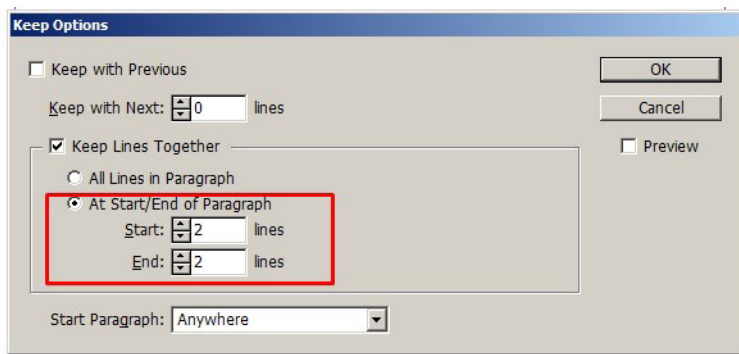 Keep Options
Keep with Previous
OK
Keep with Next: 0 lines
Cancel
Keep Lines Together
Preview
All Lines in Paragraph
At Start/End of Paragraph
Start: 2 lines
End: 2 lines
Start Paragraph: Anywhere